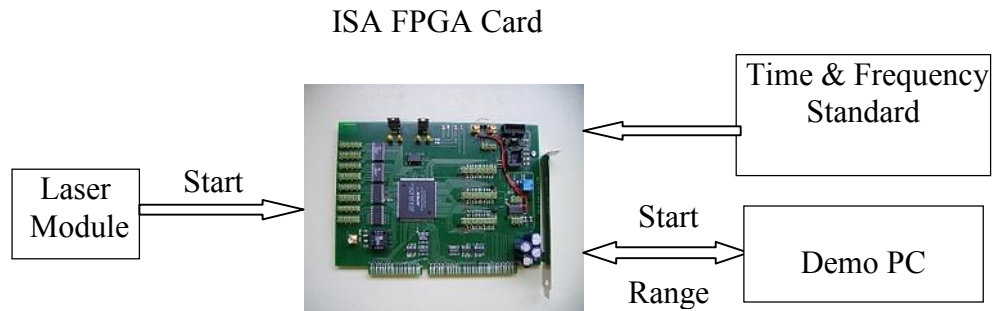 ISA FPGA Card
Time & Frequency
Standard
Laser
Module
Start
Start
Range
Demo PC